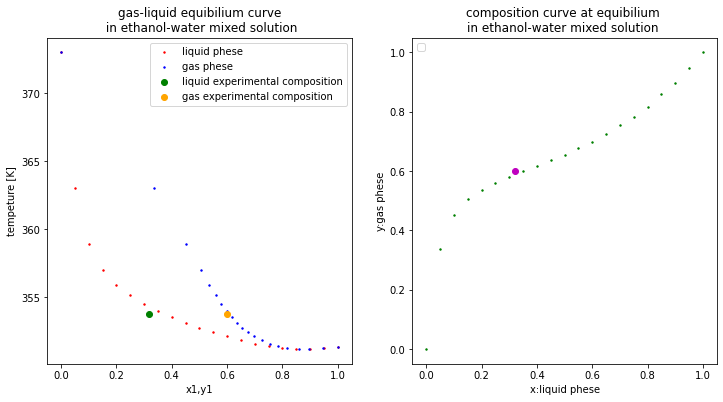 gas-liquid equibilium curve
in ethanol-water mixed solution
liquid phese
gas phese
liquid experimental composition
gas experimental composition
370
365
360
355
tempeture [K]
0.0 0.2 0.4 0.6 0.8 1.0
x1,y1
composition curve at equibilium
in ethanol-water mixed solution
1.0
0.8
0.6
0.4
0.2
0.0
y:gas phese
0.0 0.2 0.4 0.6 0.8 1.0
x:liquid phese